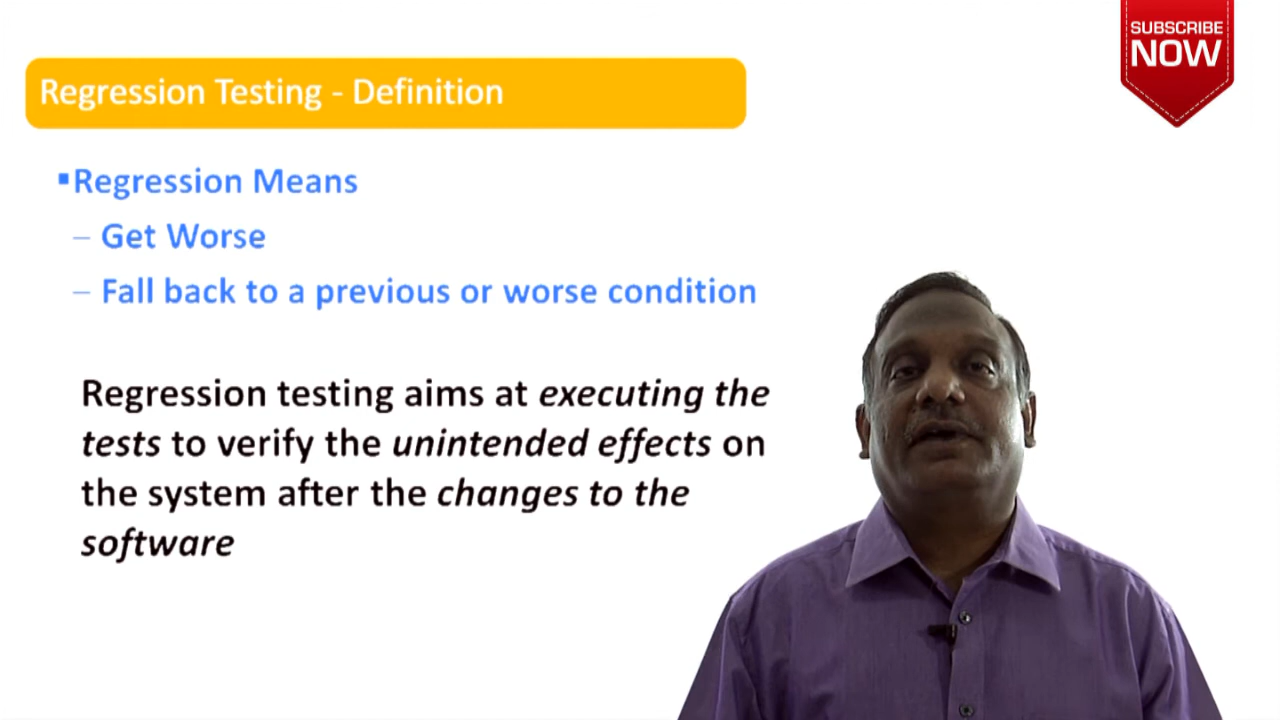 SUBSCRIBE
NOW
Regression Testing - Definition
▪Regression Means
– Get Worse
– Fall back to a previous or worse condition
Regression testing aims at executing the
tests to verify the unintended effects on
the system after the changes to the
software